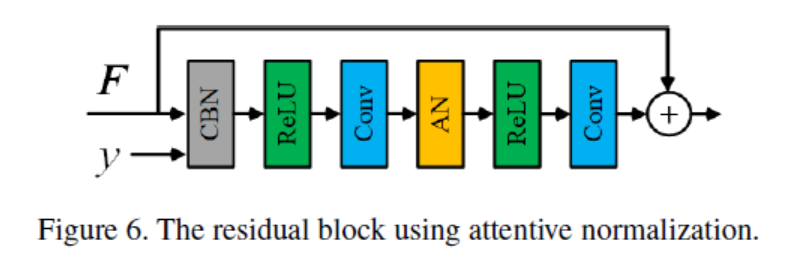 F
y
CBN
ReLU
Conv
AN
ReLU
Conv
+
Figure 6. The residual block using attentive normalization.